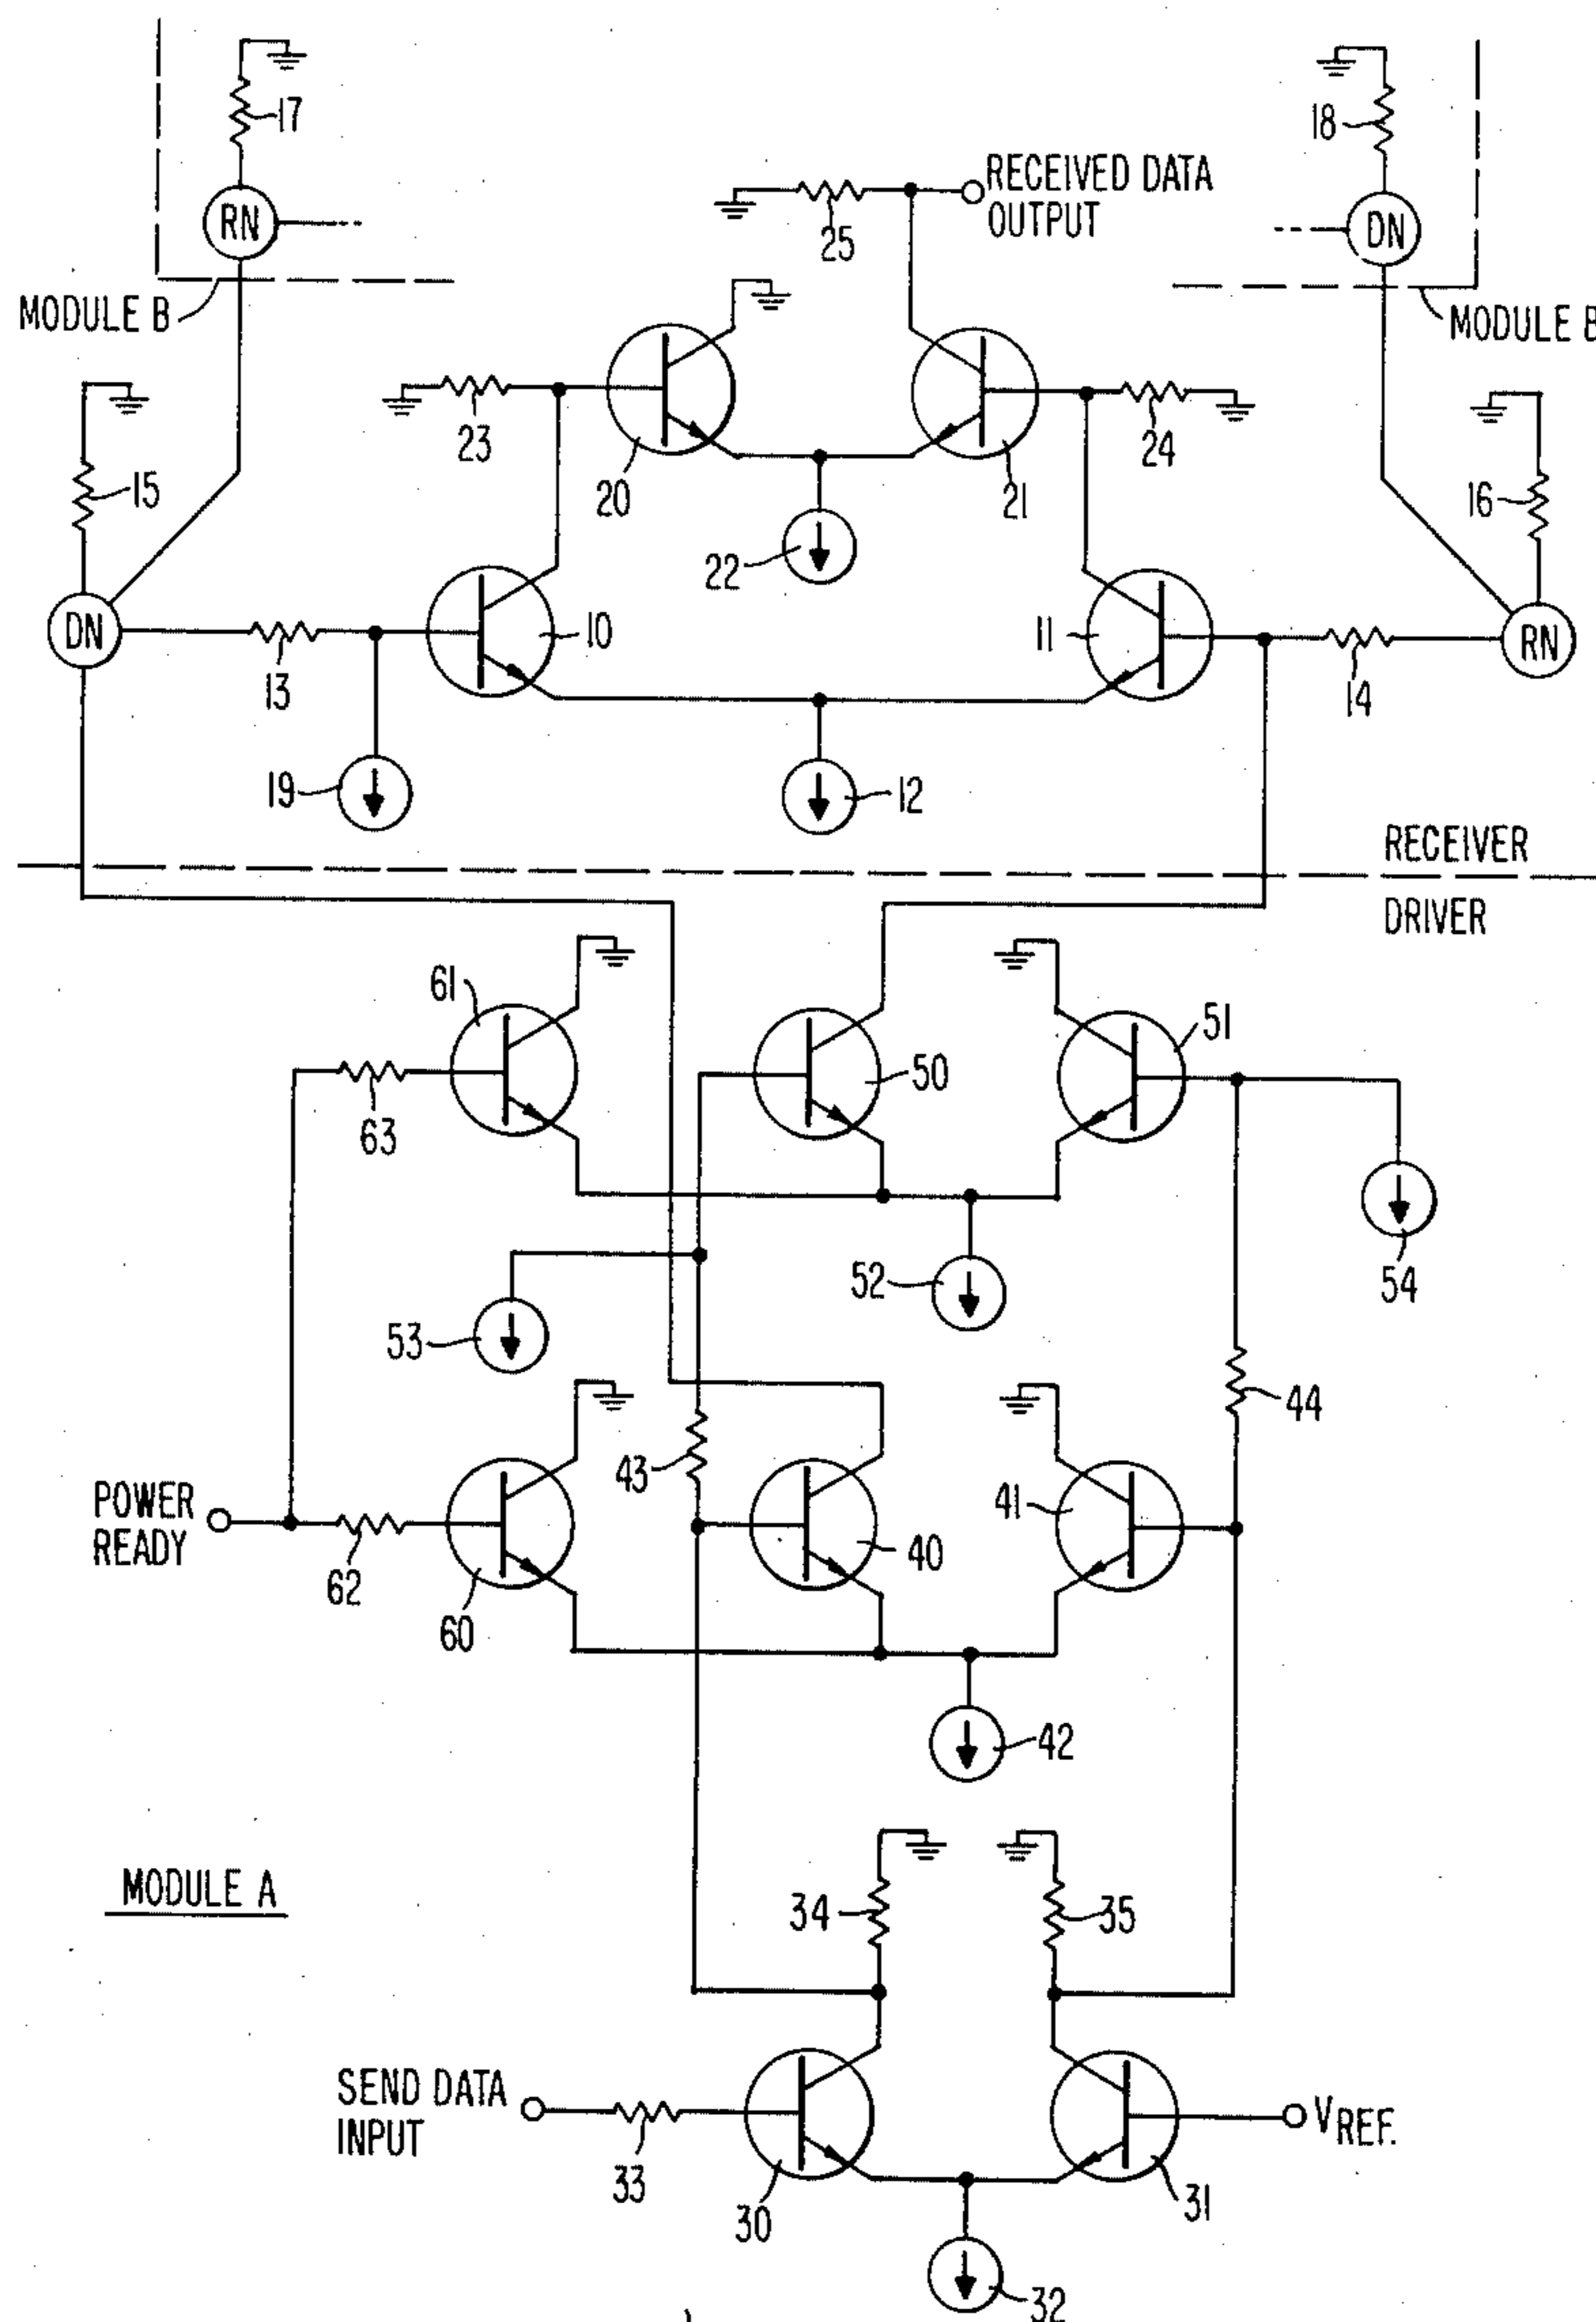 17
18
RN
RECEIVED DATA
OUTPUT
DN
25
MODULE B
MODULE B
23
24
15
20
21
16
22
DN
10
11
RN
13
14
19
12
RECEIVER
DRIVER
61
51
50
63
52
54
53
44
43
POWER
READY
41
40
62
60
42
MODULE A
34
35
SEND DATA
INPUT
VREF.
33
30
31
32